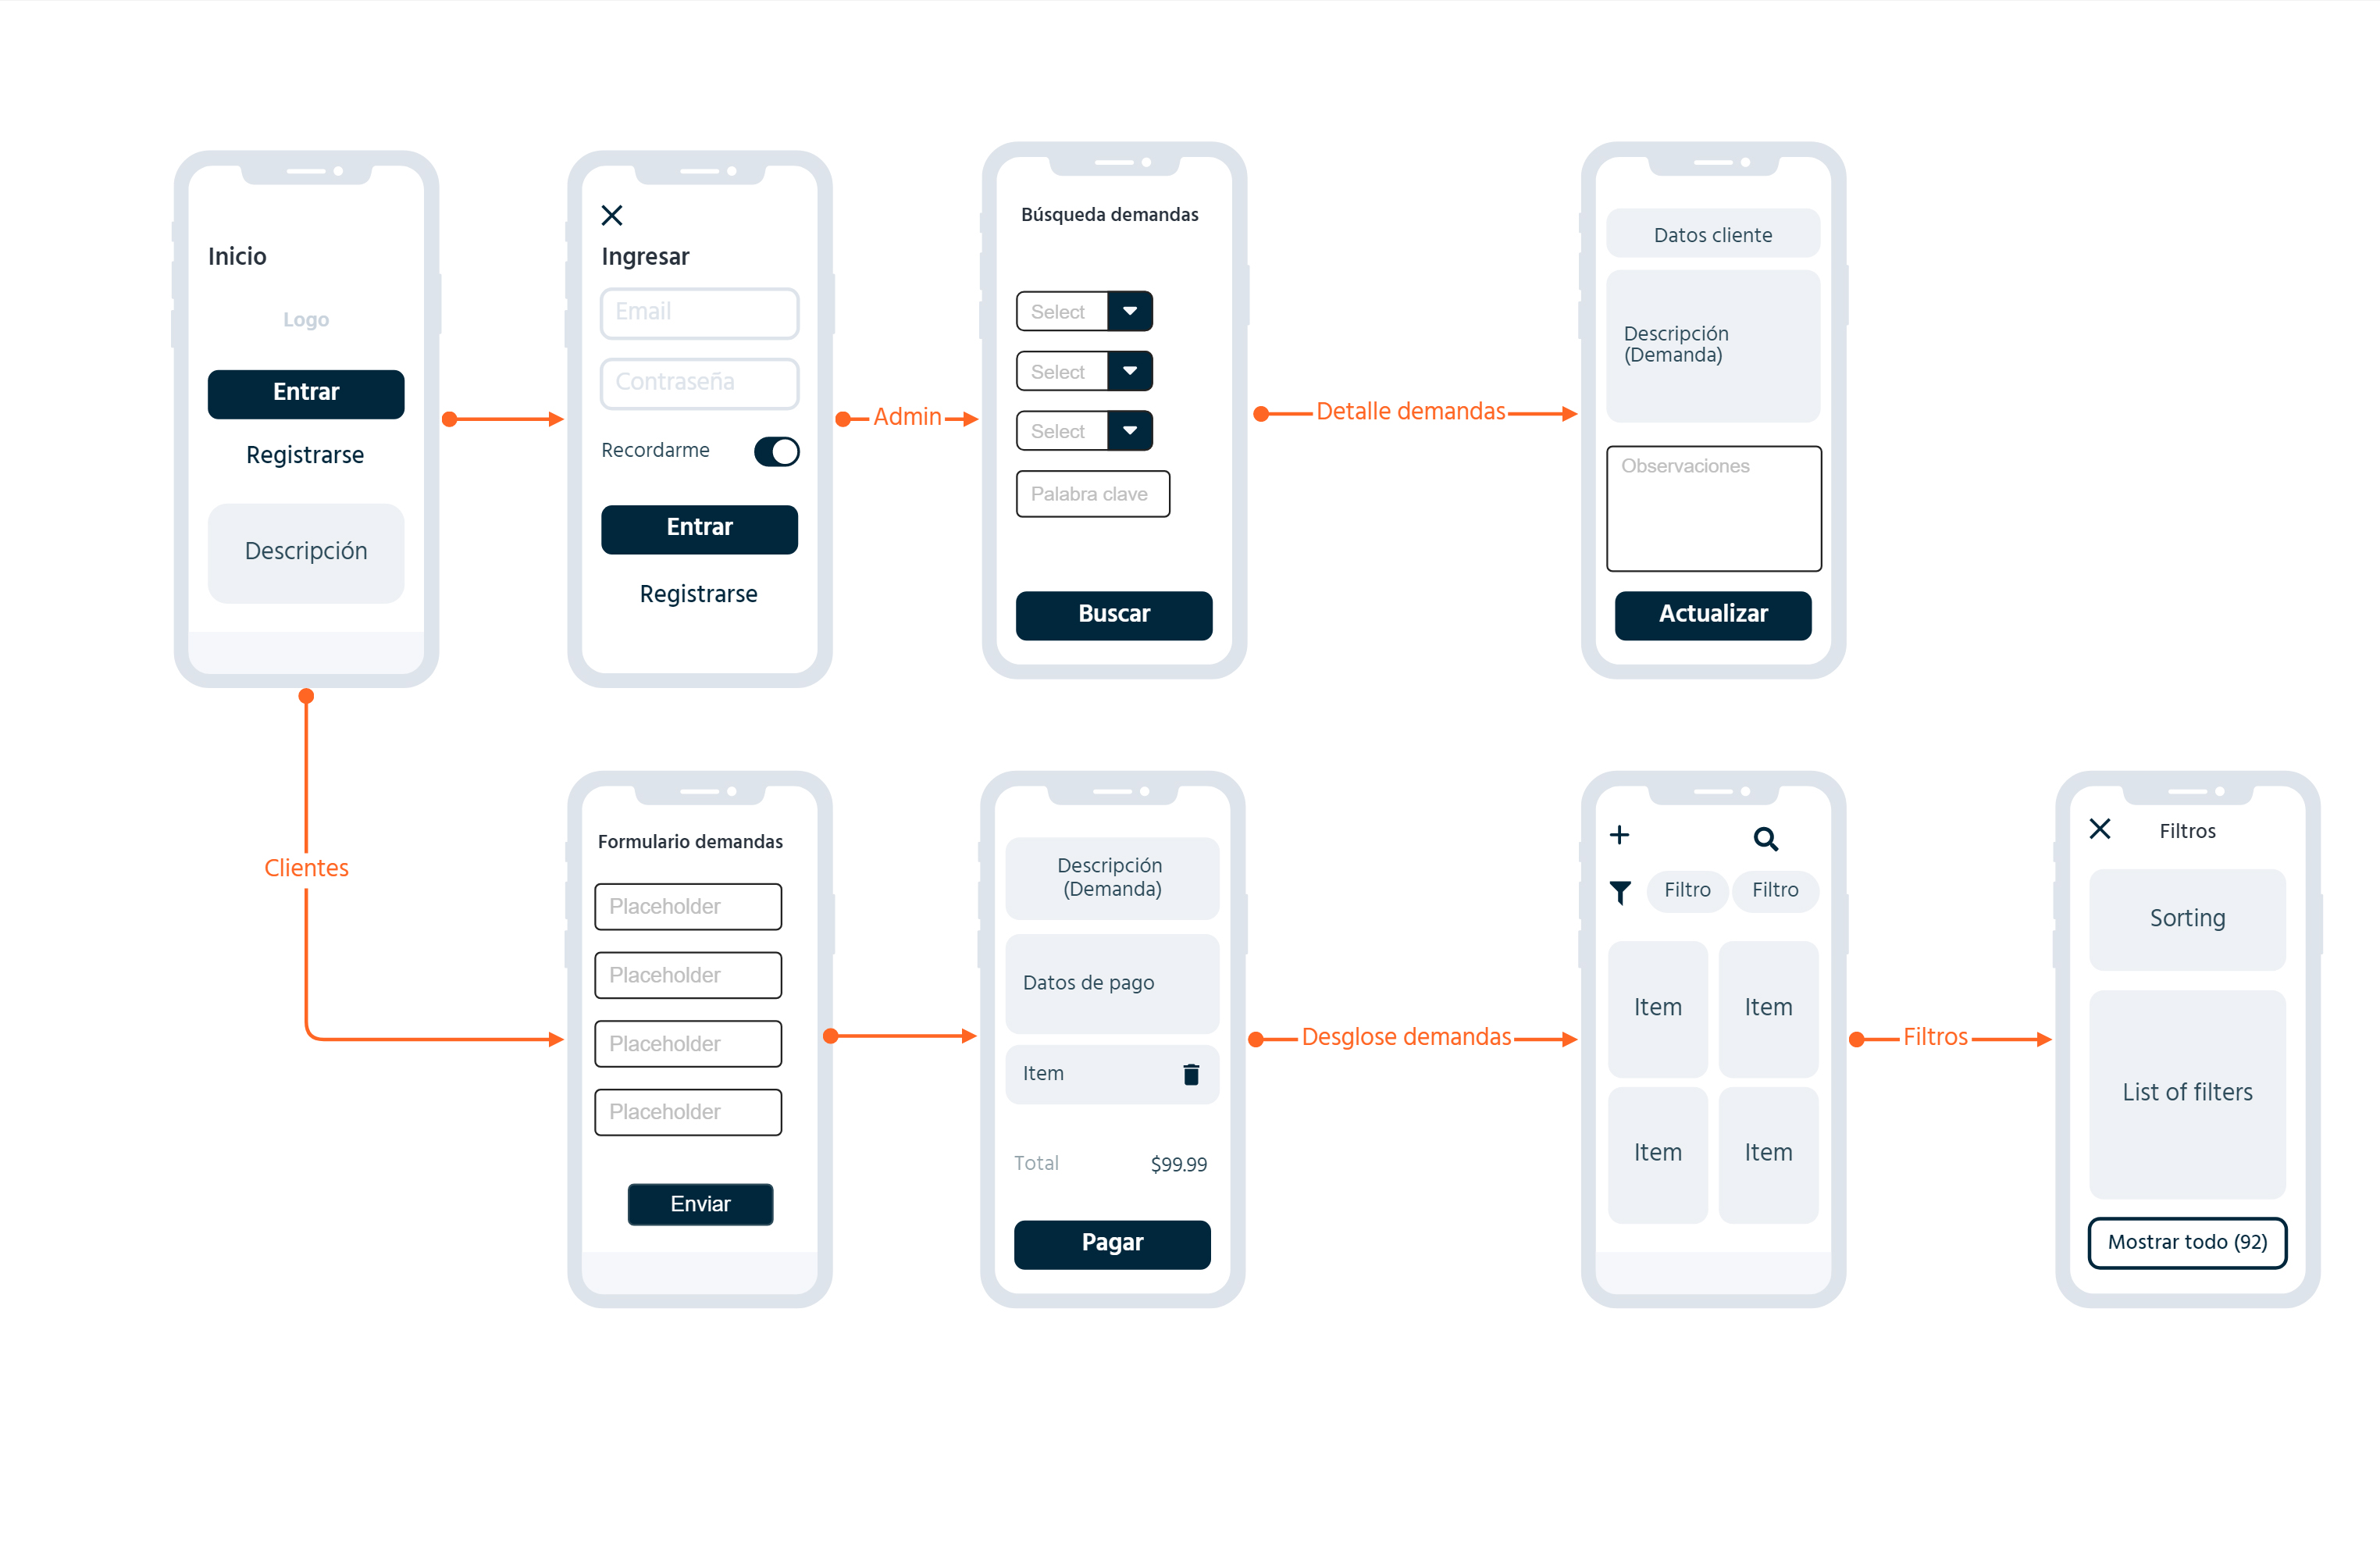 Inicio
Logo
Entrar
Registrarse
Descripción
Ingresar
Email
Contraseña
Recordarme
Entrar
Registrarse
Admin
Búsqueda demandas
Select
Select
Select
Palabra clave
Buscar
Detalle demandas
Datos cliente
Descripción
(Demanda)
Observaciones
Actualizar
Clientes
Formulario demandas
Placeholder
Placeholder
Placeholder
Placeholder
Enviar
Descripción
(Demanda)
Datos de pago
Item
Total $99.99
Pagar
Desglose demandas
Filtro Filtro
Item Item
Item Item
Filtros
Filtros
Sorting
List of filters
Mostrar todo (92)